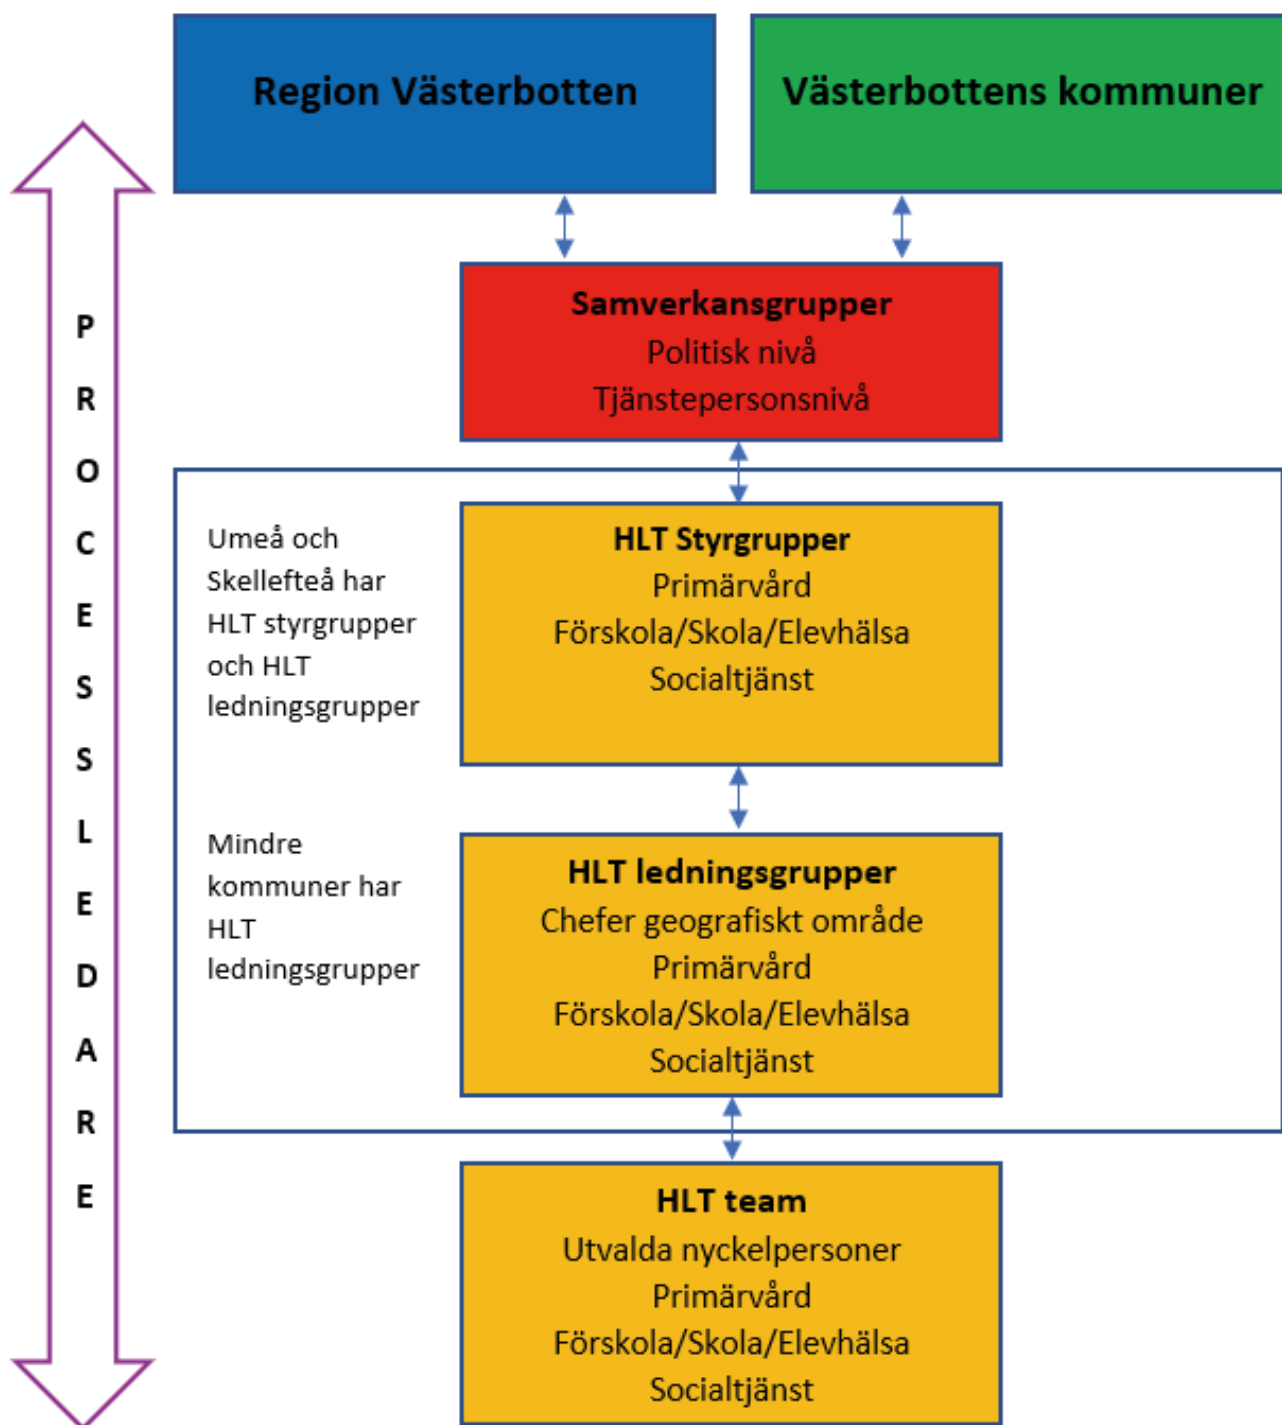 Region Västerbotten
Västerbottens kommuner
PROCESSLEDARE
Samverkansgrupper
Politisk nivå
Tjänstepersonsnivå
Umeå och
Skellefteå har
HLT styrgrupper
och HLT
ledningsgrupper
HLT Styrgrupper
Primärvård
Förskola/Skola/Elevhälsa
Socialtjänst
Mindre
kommuner har
HLT
ledningsgrupper
HLT ledningsgrupper
Chefer geografiskt område
Primärvård
Förskola/Skola/Elevhälsa
Socialtjänst
HLT team
Utvalda nyckelpersoner
Primärvård
Förskola/Skola/Elevhälsa
Socialtjänst